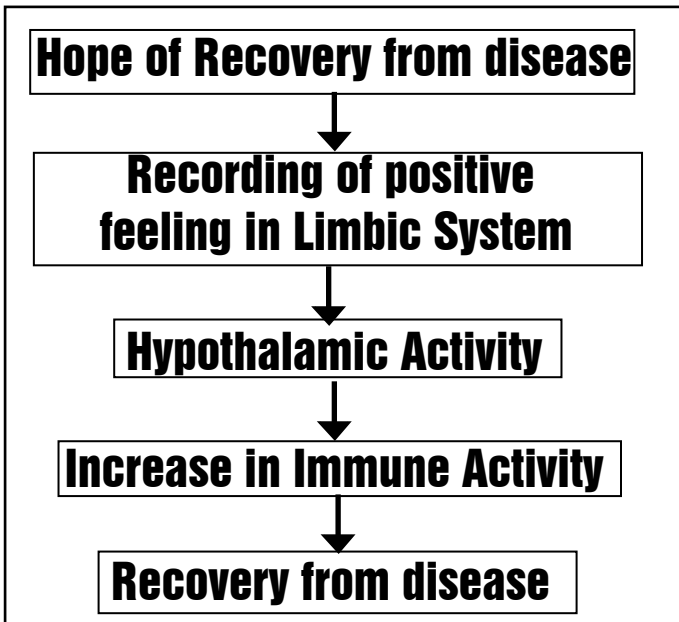 Hope of Recovery from disease
Recording of positive
feeling in Limbic System
Hypothalamic Activity
Increase in Immune Activity
Recovery from disease